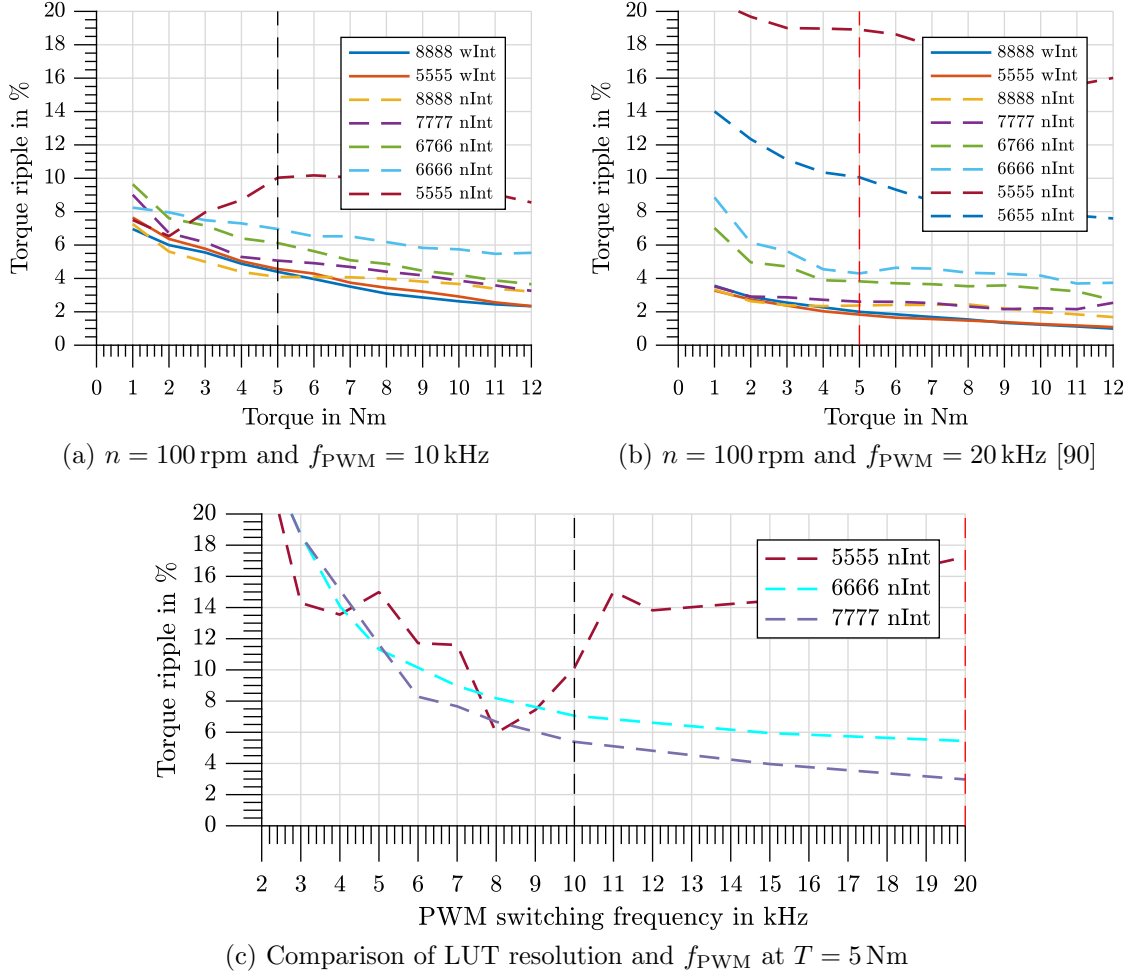 Torque ripple in %
20
18
16
14
12
10
8
6
4
2
0
8888 wInt
5555 wInt
8888 nInt
7777 nInt
6766 nInt
6666 nInt
5555 nInt
0 1 2 3 4 5 6 7 8 9 10 11 12
Torque in Nm
(a) n = 100 rpm and fPWM = 10 kHz
Torque ripple in %
20
18
16
14
12
10
8
6
4
2
0
8888 wInt
5555 wInt
8888 nInt
7777 nInt
6766 nInt
6666 nInt
5555 nInt
5655 nInt
0 1 2 3 4 5 6 7 8 9 10 11 12
Torque in Nm
(b) n = 100 rpm and fPWM = 20 kHz [90]
Torque ripple in %
20
18
16
14
12
10
8
6
4
2
0
5555 nInt
6666 nInt
7777 nInt
2 3 4 5 6 7 8 9 10 11 12 14 16 18 20
PWM switching frequency in kHz
(c) Comparison of LUT resolution and fPWM at T = 5 Nm